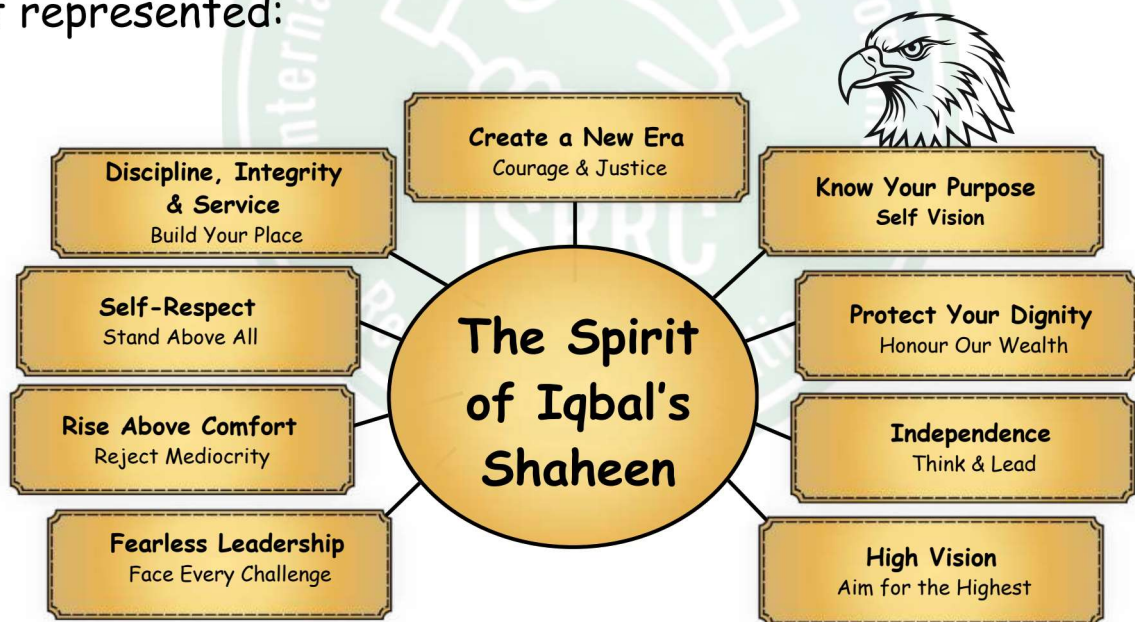 represented:
Create a New Era
Courage & Justice
Discipline, Integrity
& Service
Build Your Place
Know Your Purpose
Self Vision
Self-Respect
Stand Above All
Protect Your Dignity
Honour Our Wealth
Rise Above Comfort
Reject Mediocrity
Independence
Think & Lead
Fearless Leadership
Face Every Challenge
High Vision
Aim for the Highest
The Spirit
of Iqbal's
Shaheen